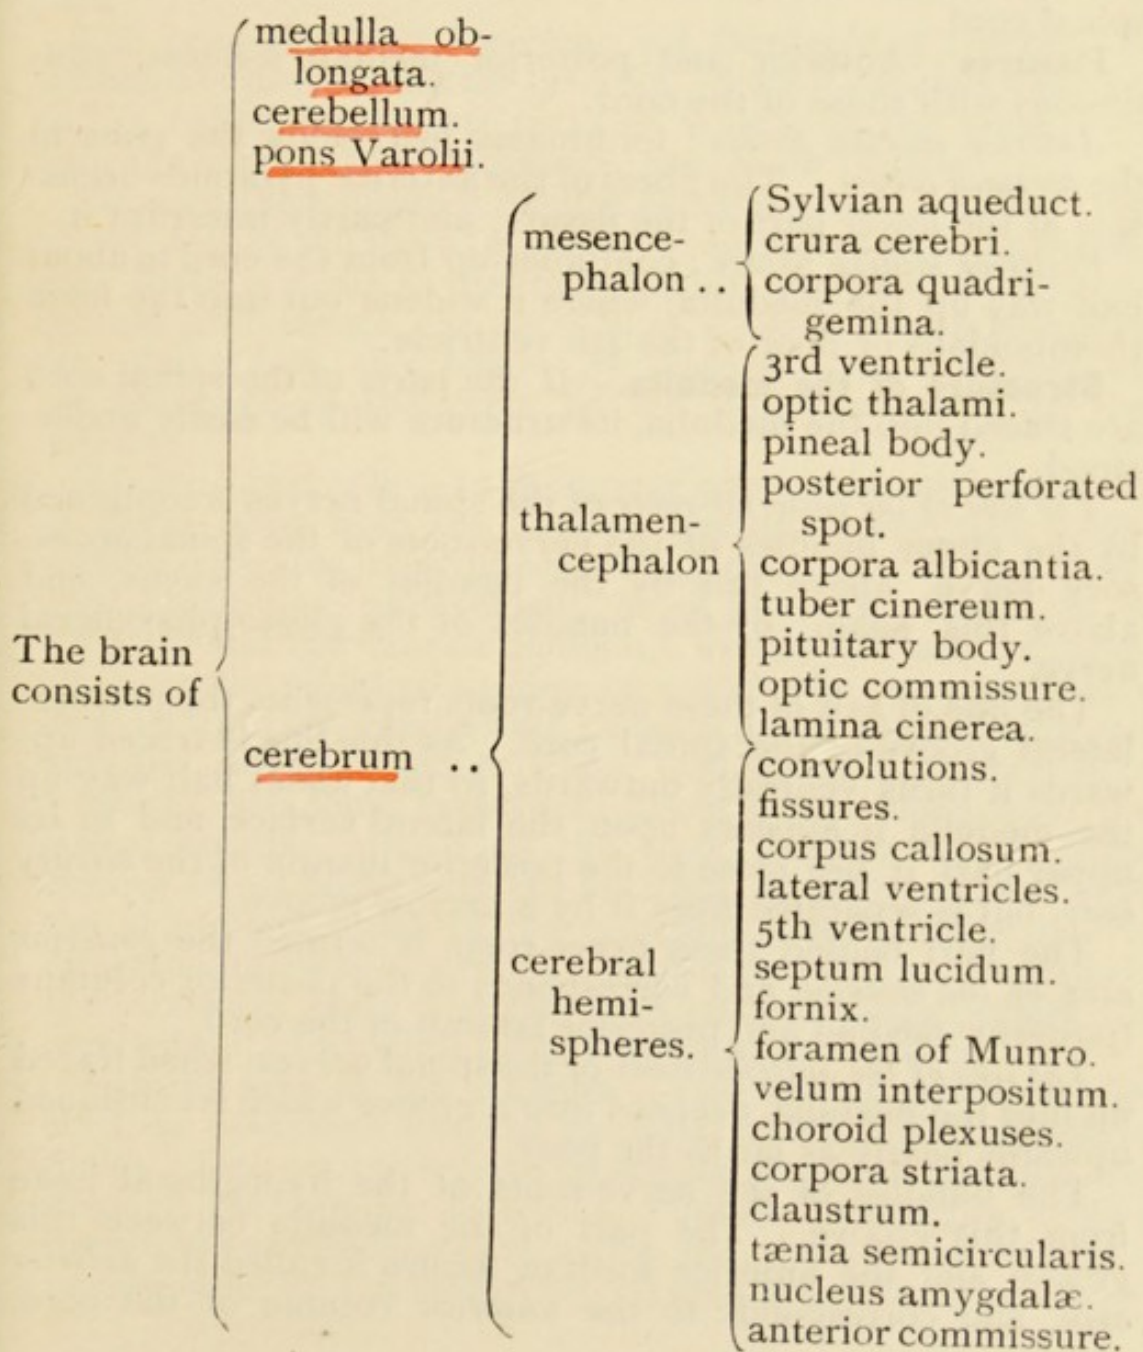 medulla ob-
longata.
cerebellum.
pons Varolii.
The brain
consists of
cerebrum ..
mesence-
phalon ..
Sylvian aqueduct.
crura cerebri.
corpora quadri-
gemina.
thalamen-
cephalon
3rd ventricle.
optic thalami.
pineal body.
posterior perforated
spot.
corpora albicantia.
tuber cinereum.
pituitary body.
optic commissure.
lamina cinerea.
cerebral
hemi-
spheres.
convolutions.
fissures.
corpus callosum.
lateral ventricles.
5th ventricle.
septum lucidum.
fornix.
foramen of Munro.
velum interpositum.
choroid plexuses.
corpora striata.
claustrum.
tænia semicircularis.
nucleus amygdalæ.
anterior commissure.